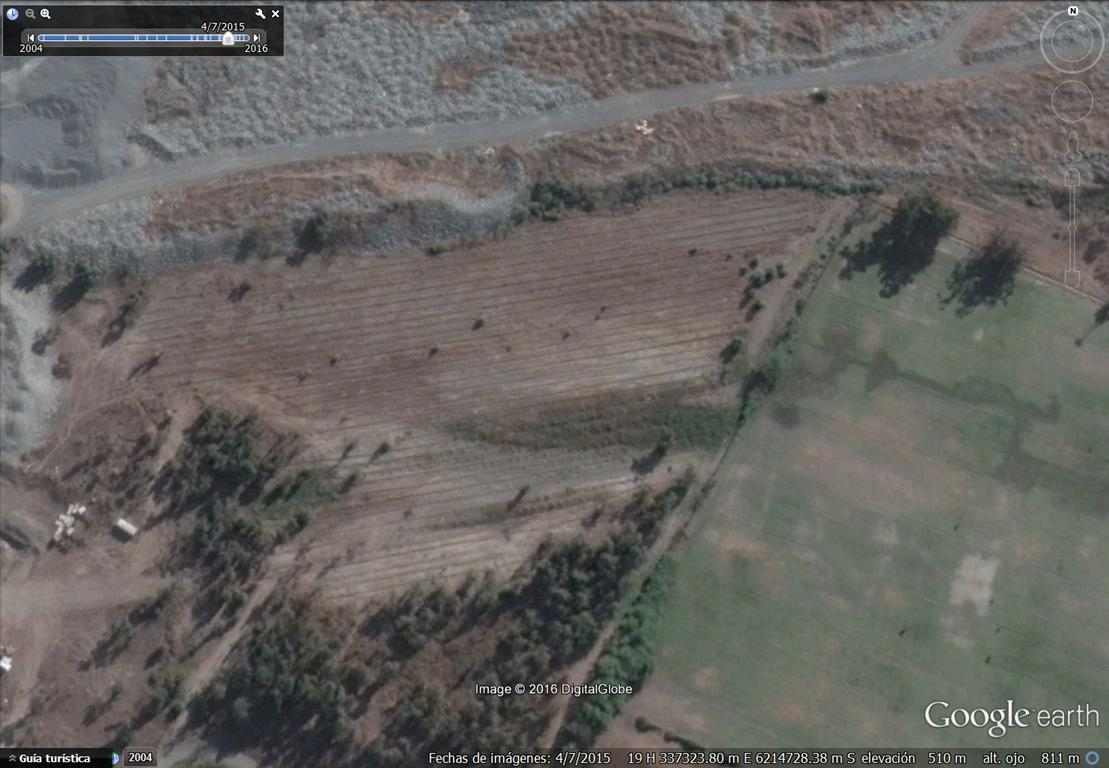 4/7/2015
2004
2016
N
Image © 2016 DigitalGlobe
Google earth
Guía turística
2004
Fechas de imágenes: 4/7/2015 19 H 337323.80 m E 6214728.38 m S elevación 510 m alt. ojo 811 m